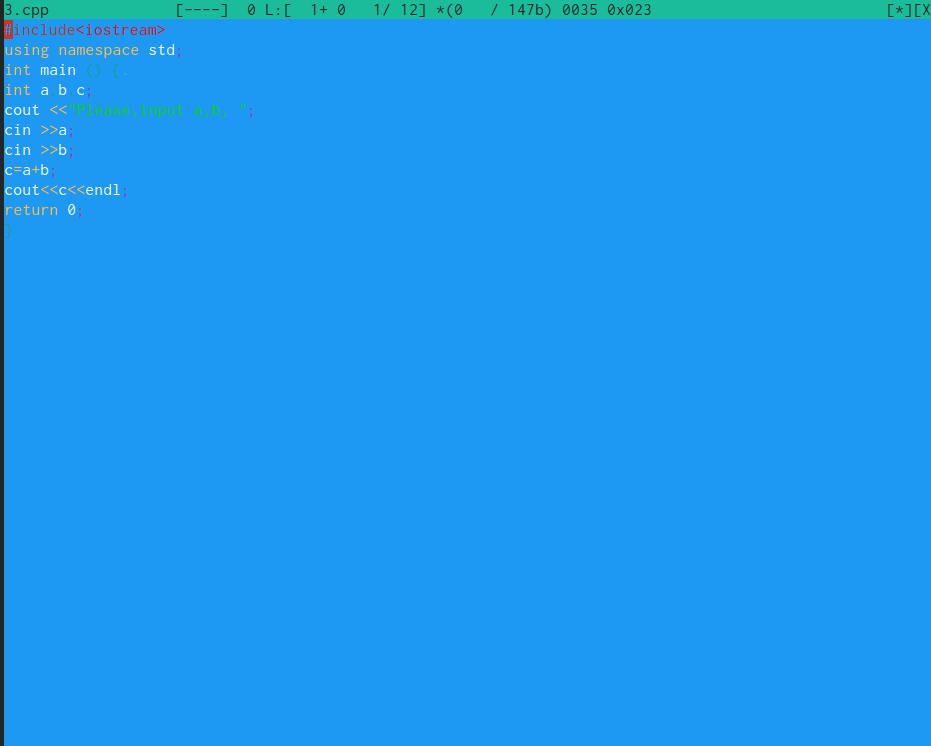 3.cpp [----] 0 L:[ 1+ 0 1/ 12] *(0 / 147b) 0035 0x023 [*][X
#include<iostream>
using namespace std;
int main () {
int a,b,c;
cout <<"Please input a,b. ";
cin >>a;
cin >>b;
c=a+b;
cout<<c<<endl;
return 0;
}